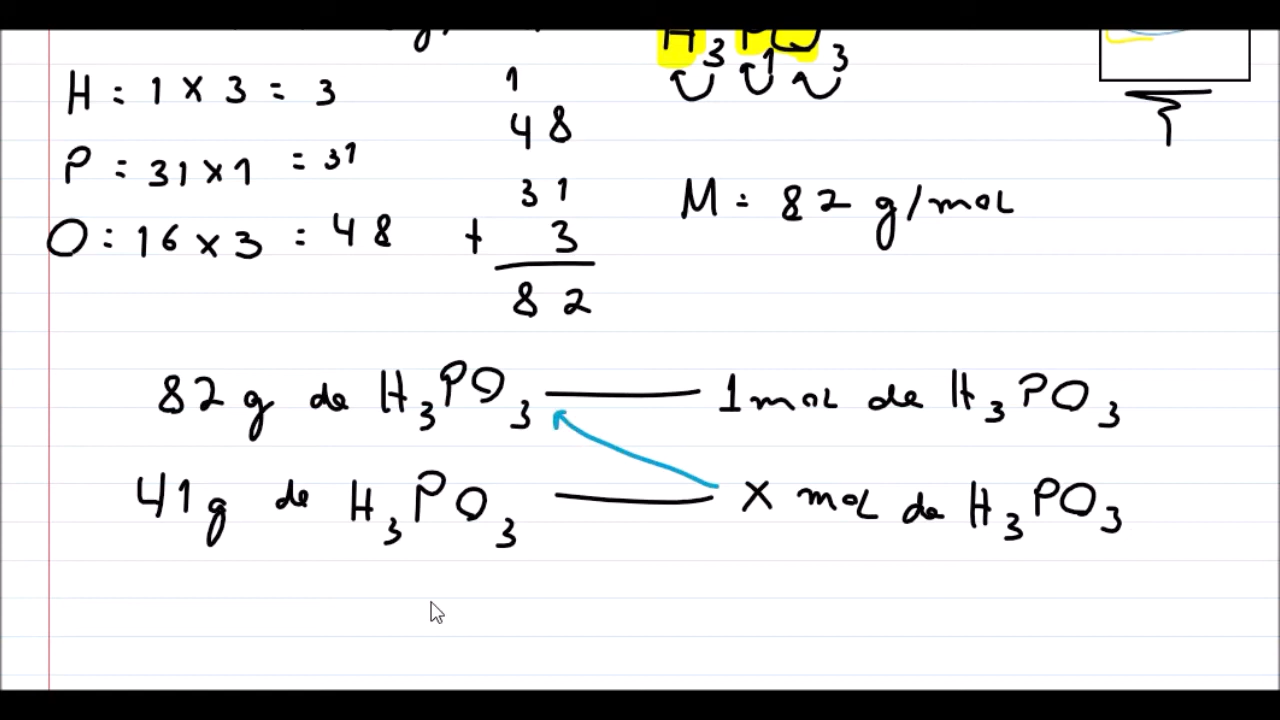 H₃P₁O₃
H = 1 x 3 = 3
P = 31 x 1 = 31
O = 16 x 3 = 48
1
48
31
+ 3
82
M = 82 g/mol
82 g de H₃PO₃ — 1 mol de H₃PO₃
41 g de H₃PO₃ — x mol de H₃PO₃